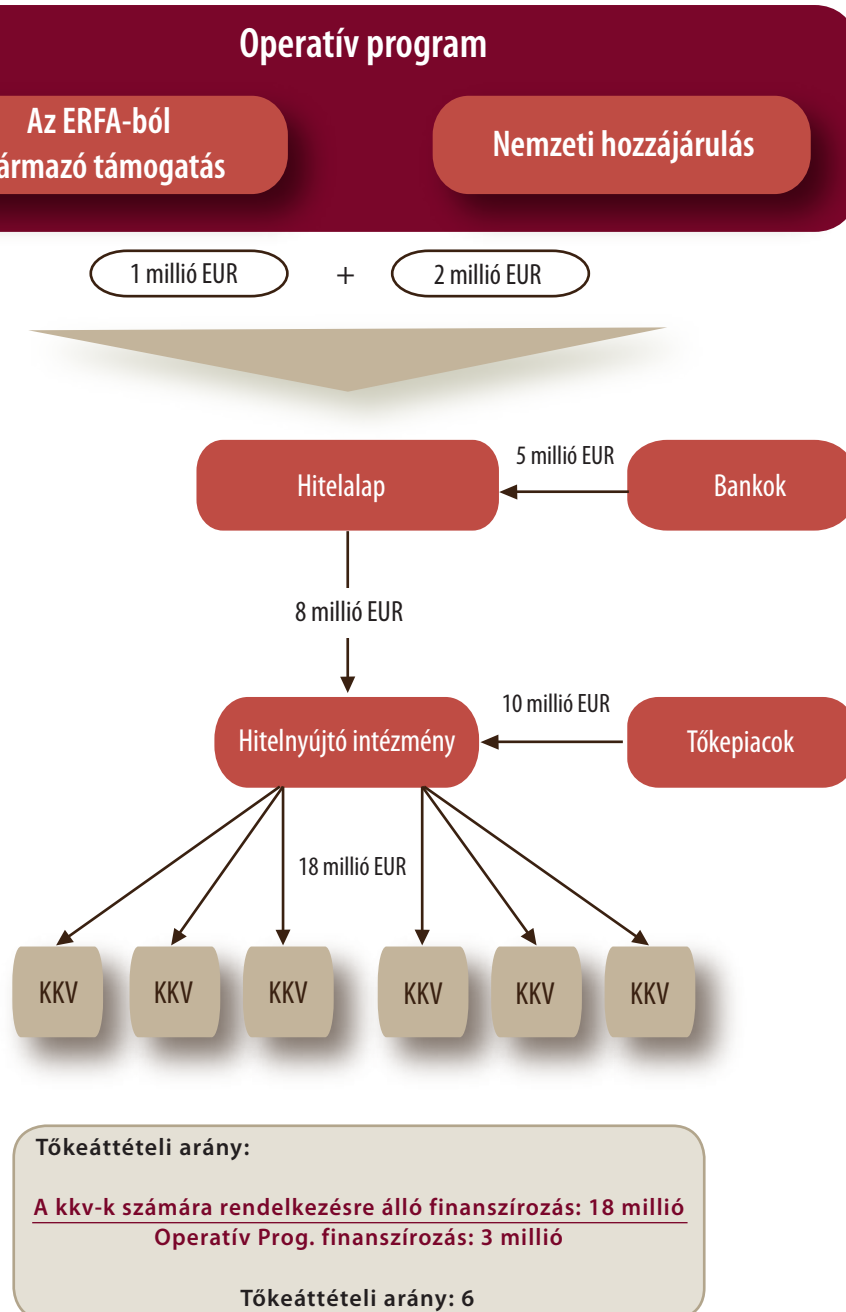 Operatív program
Az ERFA-ból
ármazó támogatás
Nemzeti hozzájárulás
1 millió EUR
+
2 millió EUR
5 millió EUR
Hitelalap
Bankok
8 millió EUR
10 millió EUR
Hitelnyújtó intézmény
Tőkepiacok
18 millió EUR
KKV
KKV
KKV
KKV
KKV
KKV
Tőkeáttételi arány:
A kkv-k számára rendelkezésre álló finanszírozás: 18 millió
Operatív Prog. finanszírozás: 3 millió
Tőkeáttételi arány: 6